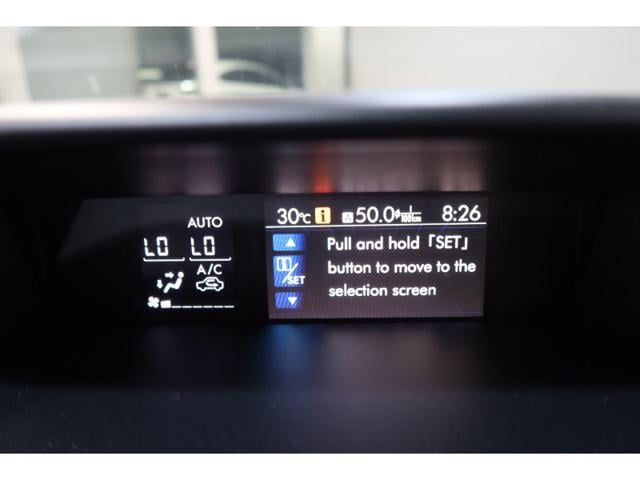 AUTO
LO LO
A/C
30℃ i 50.0 L/100km 8:26
Pull and hold「SET」
i/SET
button to move to the
selection screen